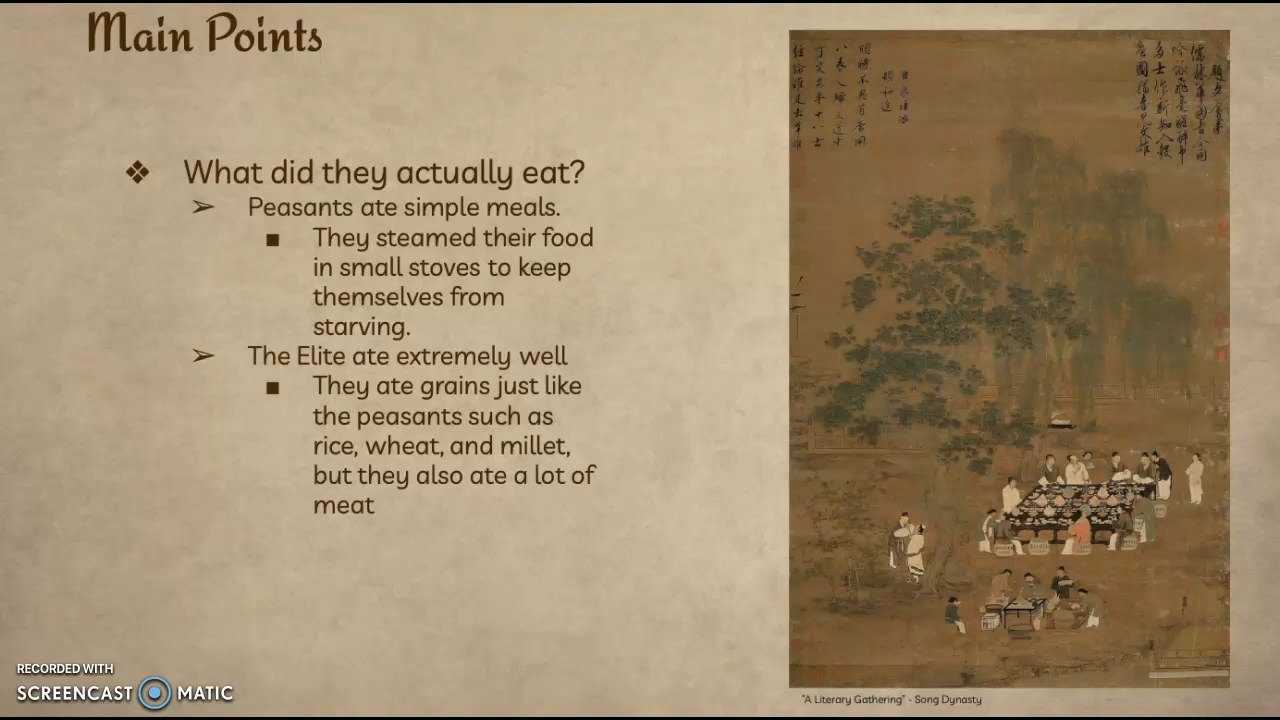 Main Points
❖ What did they actually eat?
➢ Peasants ate simple meals.
■ They steamed their food
in small stoves to keep
themselves from
starving.
➢ The Elite ate extremely well
■ They ate grains just like
the peasants such as
rice, wheat, and millet,
but they also ate a lot of
meat
"A Literary Gathering" - Song Dynasty
RECORDED WITH
SCREENCAST MATIC